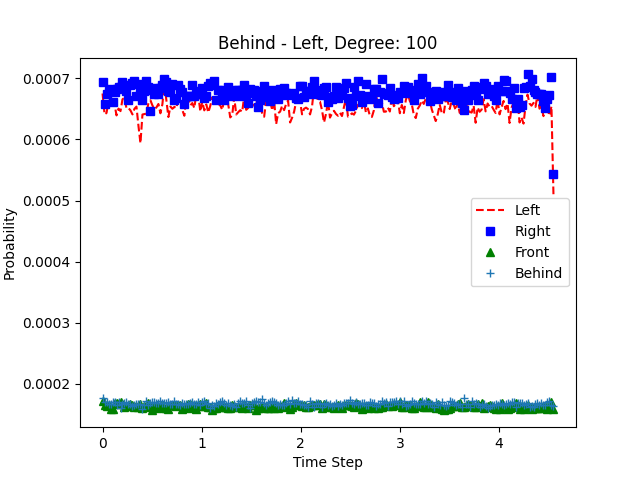 Behind - Left, Degree: 100
Probability
0.0007
0.0006
0.0005
0.0004
0.0003
0.0002
Left
Right
Front
Behind
0 1 2 3 4
Time Step